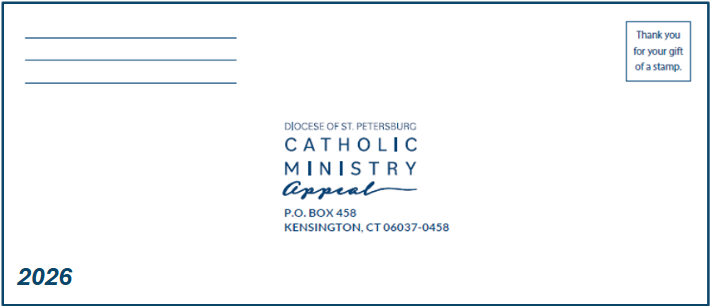 Thank you
for your gift
of a stamp.
DIOCESE OF ST. PETERSBURG
CATHOLIC
MINISTRY
Appeal
P.O. BOX 458
KENSINGTON, CT 06037-0458
2026